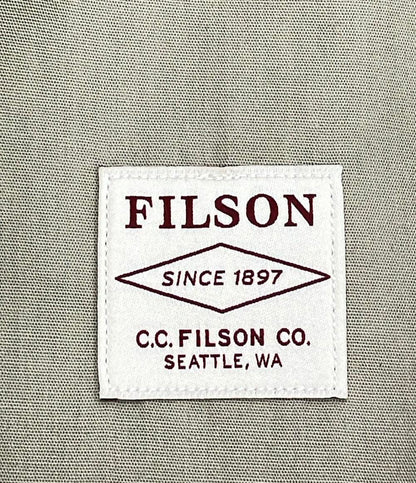 FILSON
SINCE 1897
C.C. FILSON CO.
SEATTLE, WA